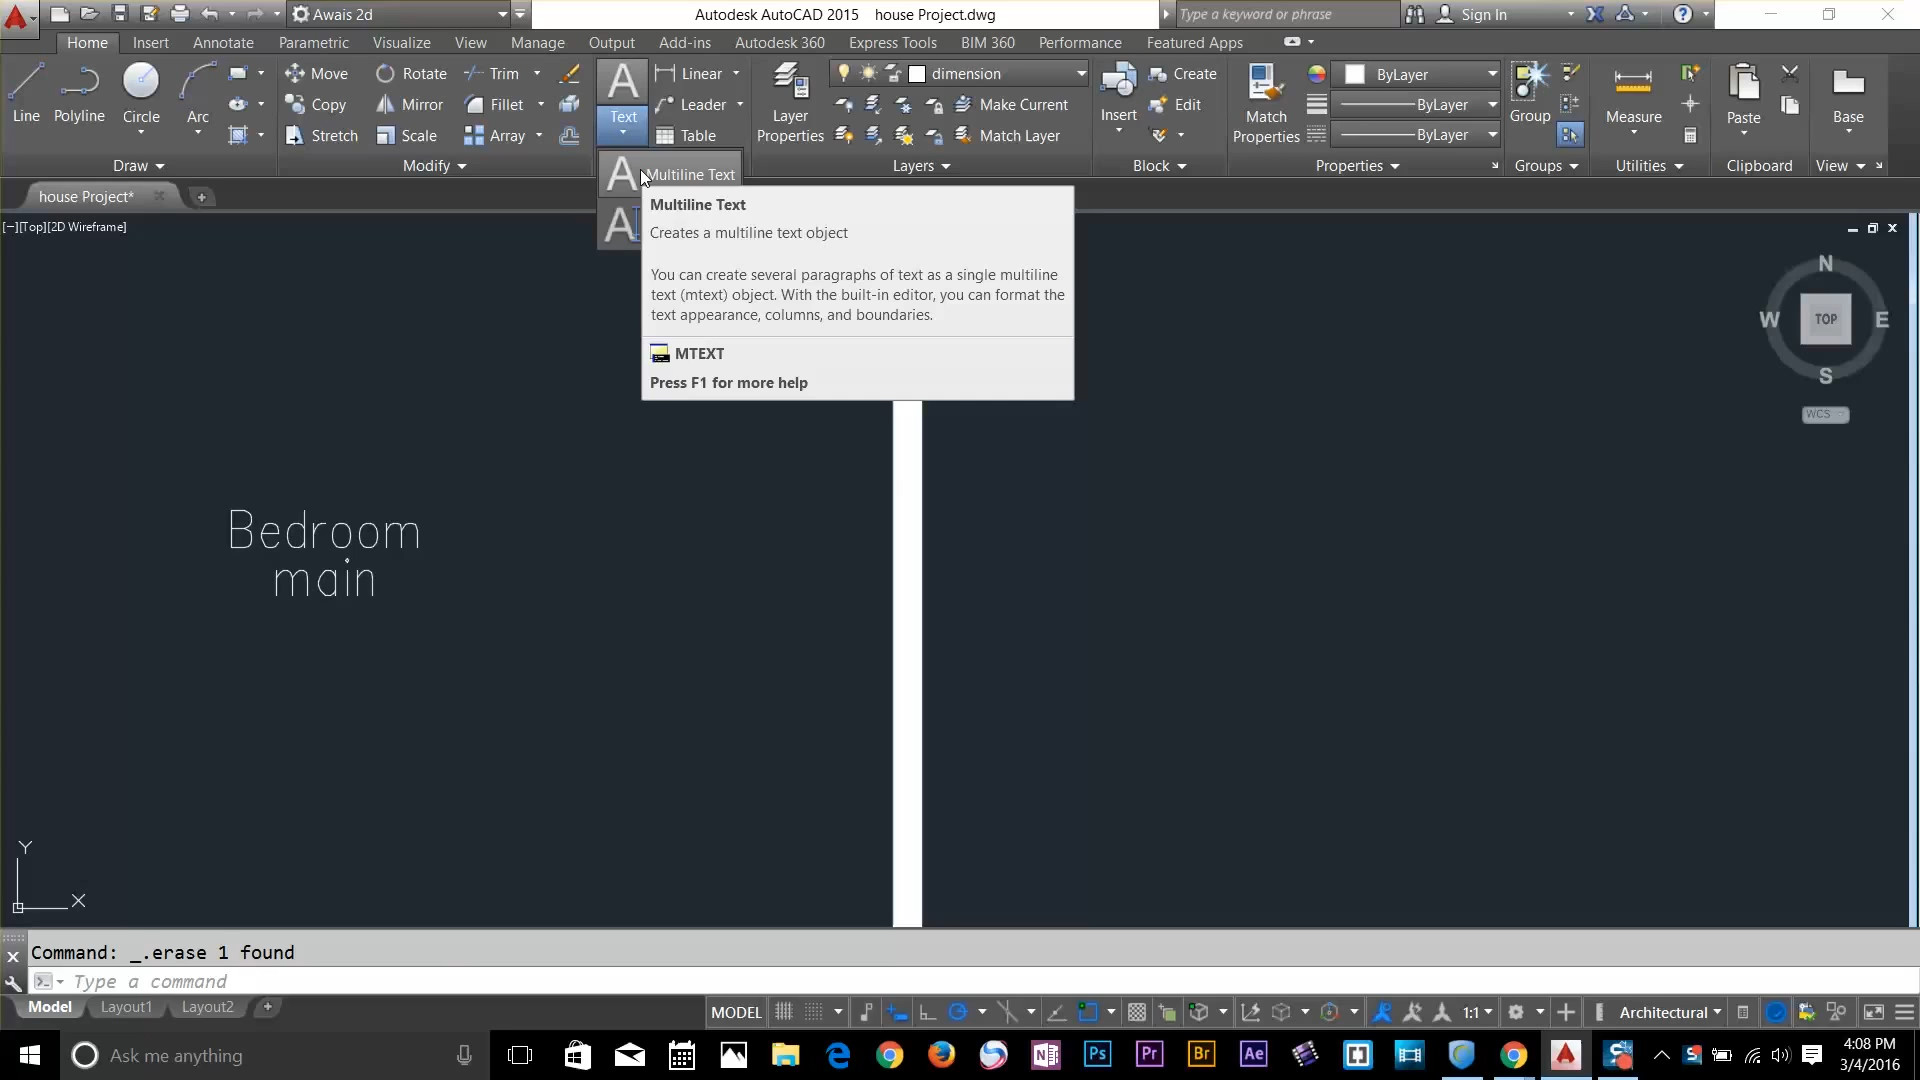 Awais 2d
Autodesk AutoCAD 2015 house Project.dwg
Type a keyword or phrase
Sign In
Home Insert Annotate Parametric Visualize View Manage Output Add-ins Autodesk 360 Express Tools BIM 360 Performance Featured Apps
Line Polyline Circle Arc
Move Rotate Trim
Copy Mirror Fillet
Stretch Scale Array
Text
Linear
Leader
Table
Layer Properties
dimension
Make Current
Match Layer
Insert
Create
Edit
Match Properties
ByLayer
ByLayer
ByLayer
Group
Measure
Paste
Base
Draw Modify Layers Block Properties Groups Utilities Clipboard View
house Project*
Multiline Text
[−][Top][2D Wireframe]
Multiline Text
Creates a multiline text object
You can create several paragraphs of text as a single multiline
text (mtext) object. With the built-in editor, you can format the
text appearance, columns, and boundaries.
MTEXT
Press F1 for more help
N
W TOP E
S
WCS
Bedroom
main
Y
X
Command: _.erase 1 found
Type a command
Model Layout1 Layout2
MODEL 1:1 Architectural
Ask me anything
Ps Pr Br Ae
4:08 PM
3/4/2016